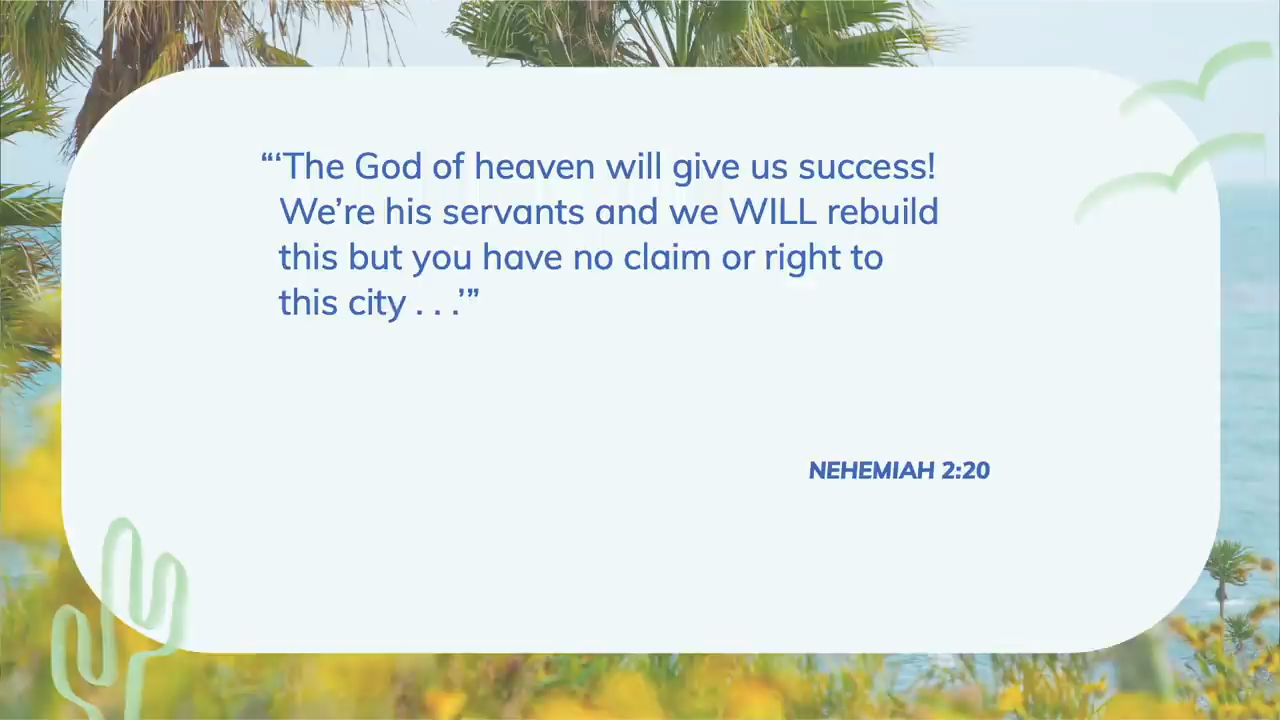 “‘The God of heaven will give us success!
We’re his servants and we WILL rebuild
this but you have no claim or right to
this city . . .’”
NEHEMIAH 2:20